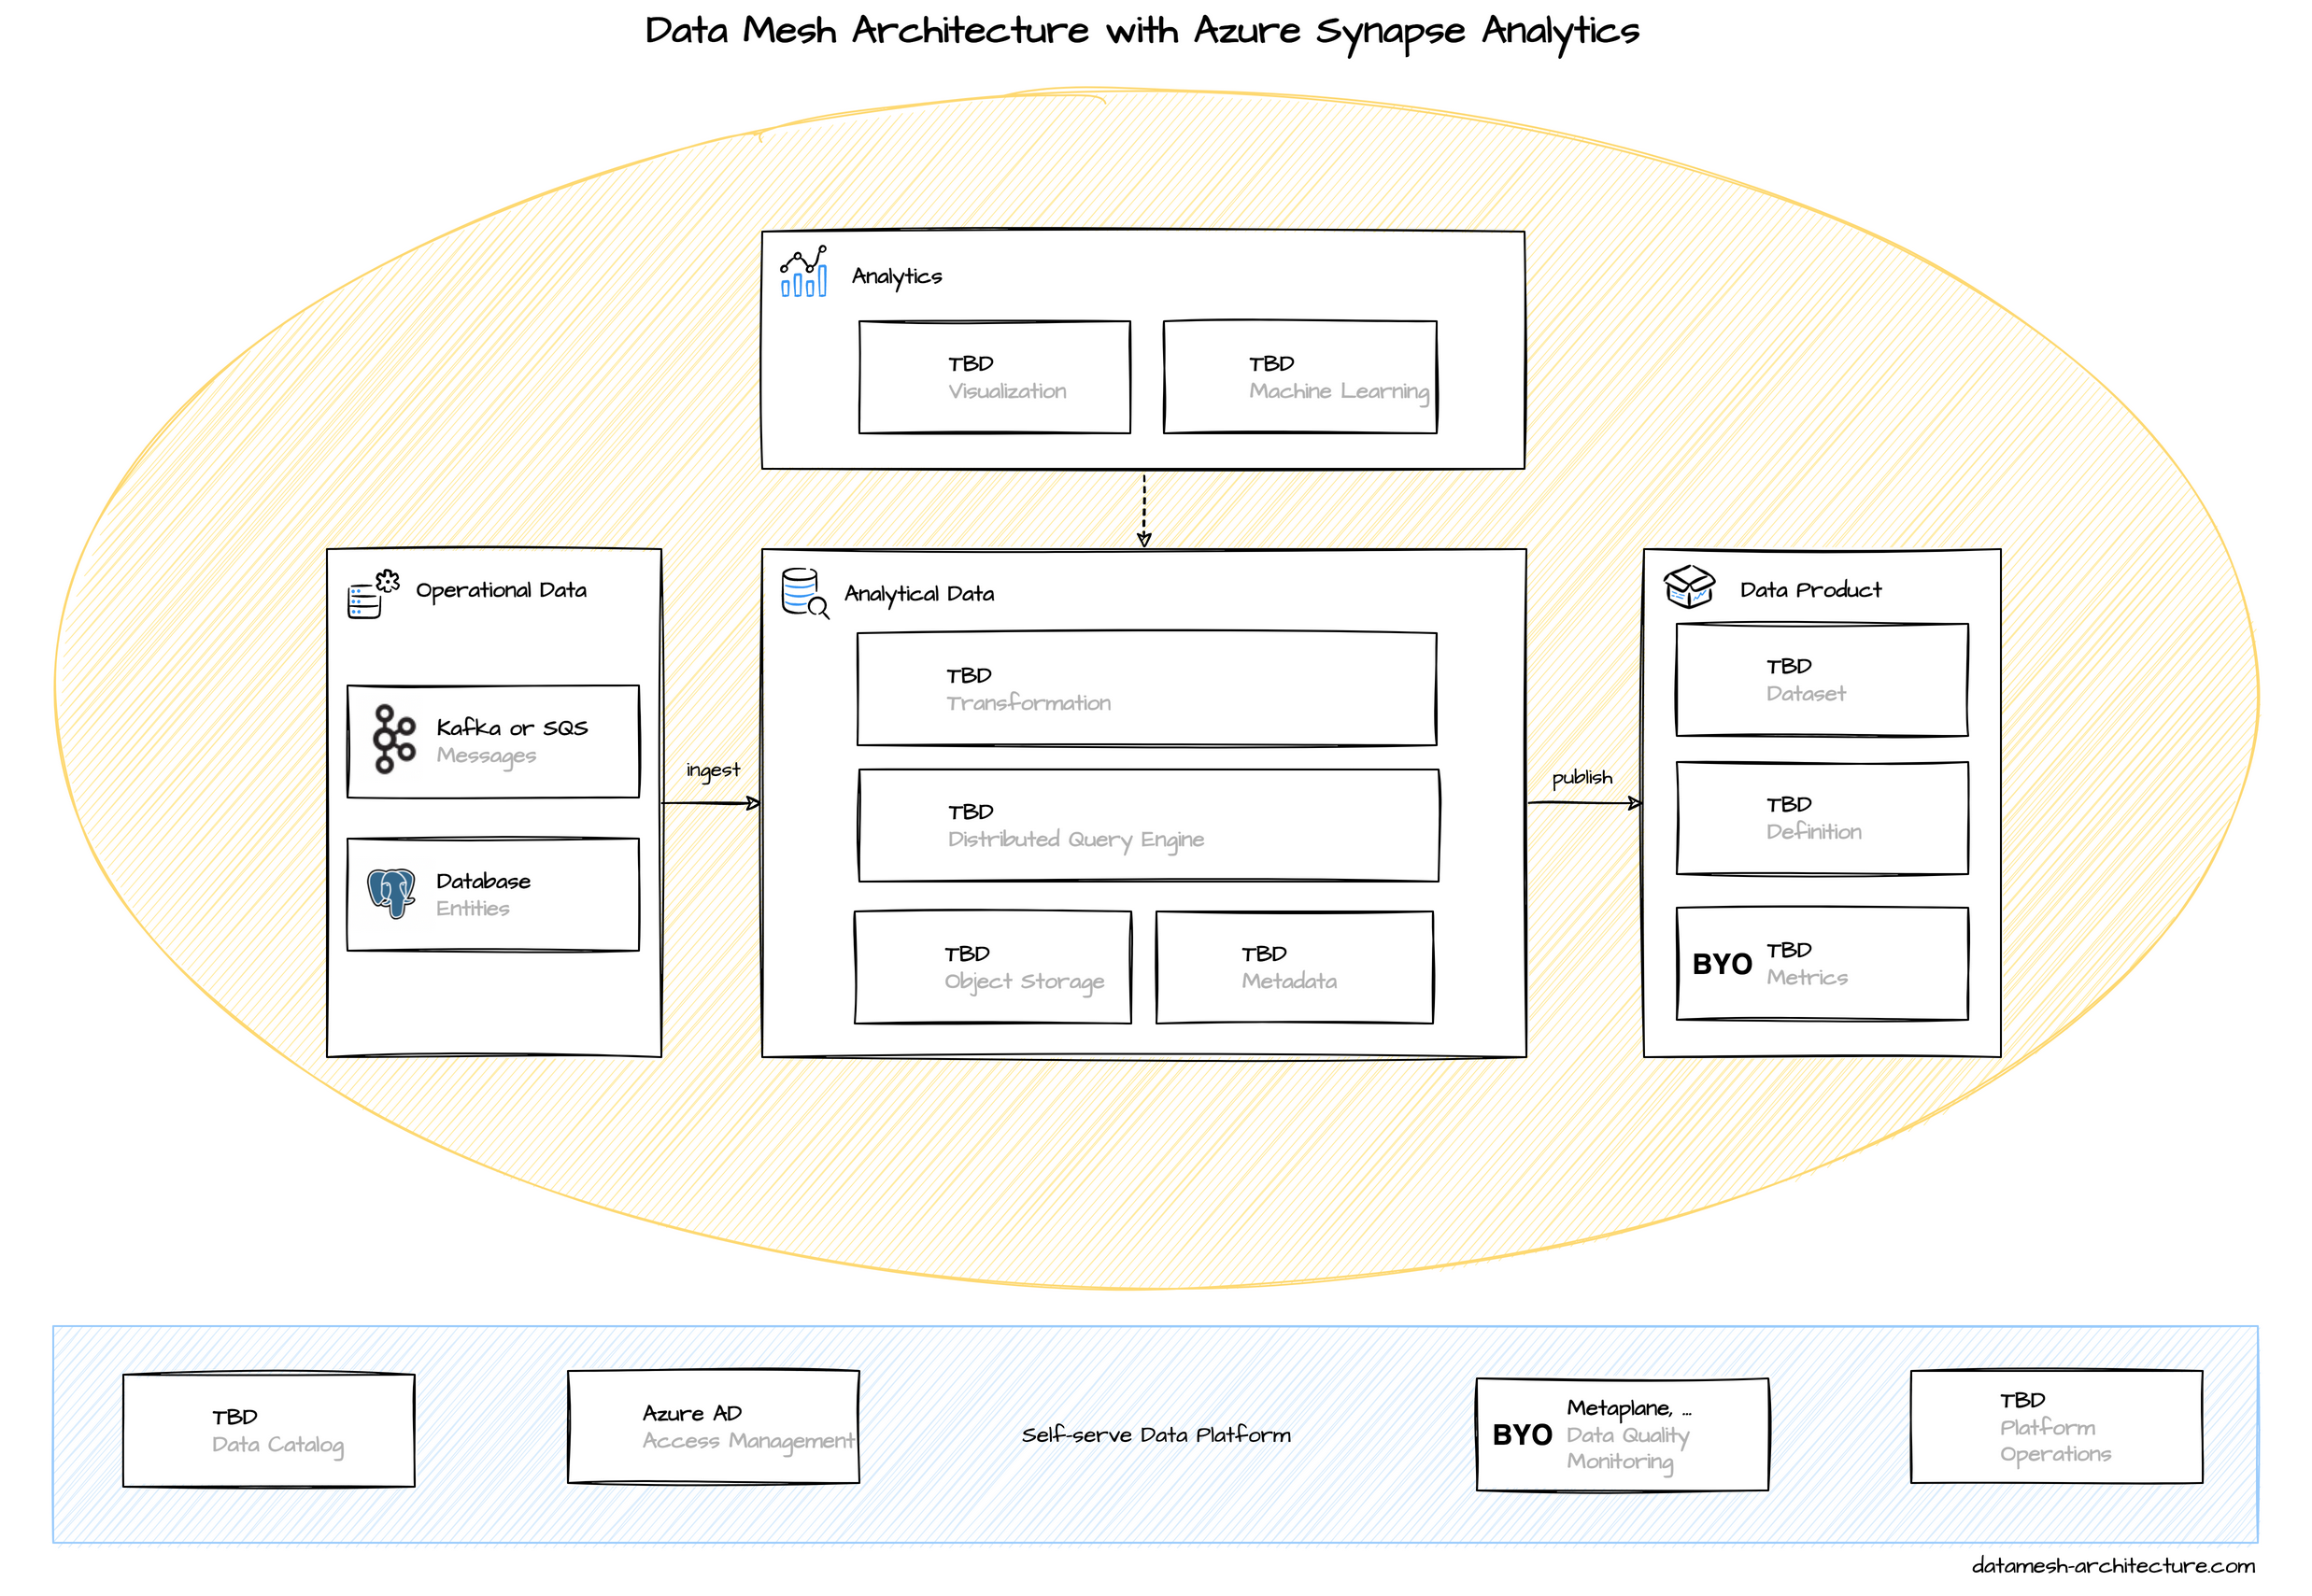 Data Mesh Architecture with Azure Synapse Analytics
Analytics
TBD
Visualization
TBD
Machine Learning
Operational Data
Kafka or SQS
Messages
Database
Entities
ingest
Analytical Data
TBD
Transformation
TBD
Distributed Query Engine
TBD
Object Storage
TBD
Metadata
publish
Data Product
TBD
Dataset
TBD
Definition
BYO
TBD
Metrics
TBD
Data Catalog
Azure AD
Access Management
Self-serve Data Platform
BYO
Metaplane, ...
Data Quality
Monitoring
TBD
Platform
Operations
datamesh-architecture.com